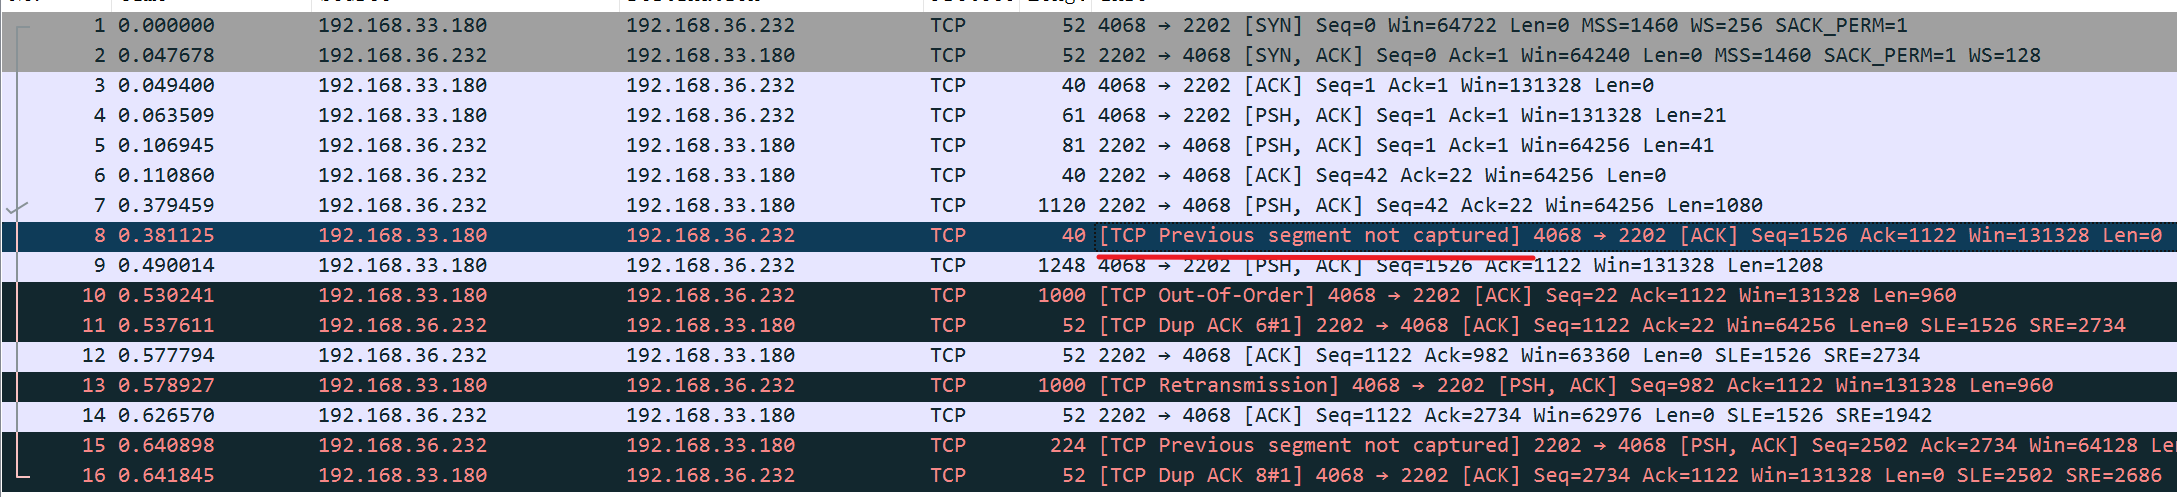 1 0.000000 192.168.33.180 192.168.36.232 TCP 52 4068 → 2202 [SYN] Seq=0 Win=64722 Len=0 MSS=1460 WS=256 SACK_PERM=1
2 0.047678 192.168.36.232 192.168.33.180 TCP 52 2202 → 4068 [SYN, ACK] Seq=0 Ack=1 Win=64240 Len=0 MSS=1460 SACK_PERM=1 WS=128
3 0.049400 192.168.33.180 192.168.36.232 TCP 40 4068 → 2202 [ACK] Seq=1 Ack=1 Win=131328 Len=0
4 0.063509 192.168.33.180 192.168.36.232 TCP 61 4068 → 2202 [PSH, ACK] Seq=1 Ack=1 Win=131328 Len=21
5 0.106945 192.168.36.232 192.168.33.180 TCP 81 2202 → 4068 [PSH, ACK] Seq=1 Ack=1 Win=64256 Len=41
6 0.110860 192.168.36.232 192.168.33.180 TCP 40 2202 → 4068 [ACK] Seq=42 Ack=22 Win=64256 Len=0
7 0.379459 192.168.36.232 192.168.33.180 TCP 1120 2202 → 4068 [PSH, ACK] Seq=42 Ack=22 Win=64256 Len=1080
8 0.381125 192.168.33.180 192.168.36.232 TCP 40 [TCP Previous segment not captured] 4068 → 2202 [ACK] Seq=1526 Ack=1122 Win=131328 Len=0
9 0.490014 192.168.33.180 192.168.36.232 TCP 1248 4068 → 2202 [PSH, ACK] Seq=1526 Ack=1122 Win=131328 Len=1208
10 0.530241 192.168.33.180 192.168.36.232 TCP 1000 [TCP Out-Of-Order] 4068 → 2202 [ACK] Seq=22 Ack=1122 Win=131328 Len=960
11 0.537611 192.168.36.232 192.168.33.180 TCP 52 [TCP Dup ACK 6#1] 2202 → 4068 [ACK] Seq=1122 Ack=22 Win=64256 Len=0 SLE=1526 SRE=2734
12 0.577794 192.168.36.232 192.168.33.180 TCP 52 2202 → 4068 [ACK] Seq=1122 Ack=982 Win=63360 Len=0 SLE=1526 SRE=2734
13 0.578927 192.168.33.180 192.168.36.232 TCP 1000 [TCP Retransmission] 4068 → 2202 [PSH, ACK] Seq=982 Ack=1122 Win=131328 Len=960
14 0.626570 192.168.36.232 192.168.33.180 TCP 52 2202 → 4068 [ACK] Seq=1122 Ack=2734 Win=62976 Len=0 SLE=1526 SRE=1942
15 0.640898 192.168.36.232 192.168.33.180 TCP 224 [TCP Previous segment not captured] 2202 → 4068 [PSH, ACK] Seq=2502 Ack=2734 Win=64128
16 0.641845 192.168.33.180 192.168.36.232 TCP 52 [TCP Dup ACK 8#1] 4068 → 2202 [ACK] Seq=2734 Ack=1122 Win=131328 Len=0 SLE=2502 SRE=2686